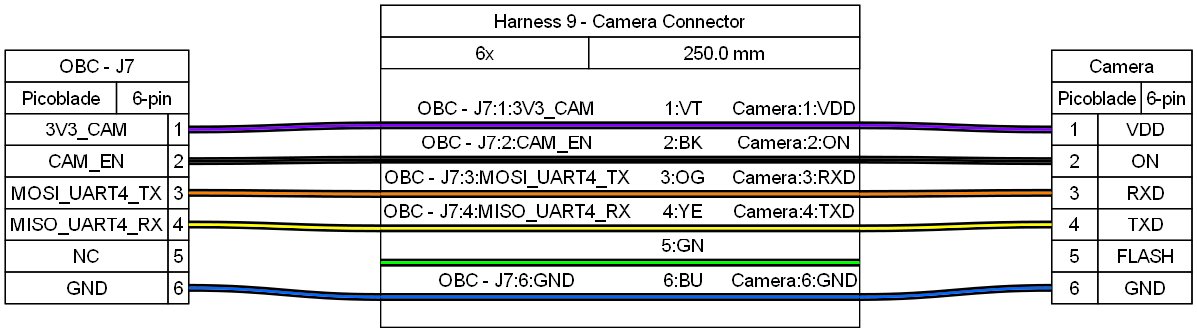 Harness 9 - Camera Connector
6x 250.0 mm
OBC - J7
Picoblade 6-pin
3V3_CAM 1
CAM_EN 2
MOSI_UART4_TX 3
MISO_UART4_RX 4
NC 5
GND 6
OBC - J7:1:3V3_CAM 1:VT Camera:1:VDD
OBC - J7:2:CAM_EN 2:BK Camera:2:ON
OBC - J7:3:MOSI_UART4_TX 3:OG Camera:3:RXD
OBC - J7:4:MISO_UART4_RX 4:YE Camera:4:TXD
5:GN
OBC - J7:6:GND 6:BU Camera:6:GND
Camera
Picoblade 6-pin
1 VDD
2 ON
3 RXD
4 TXD
5 FLASH
6 GND